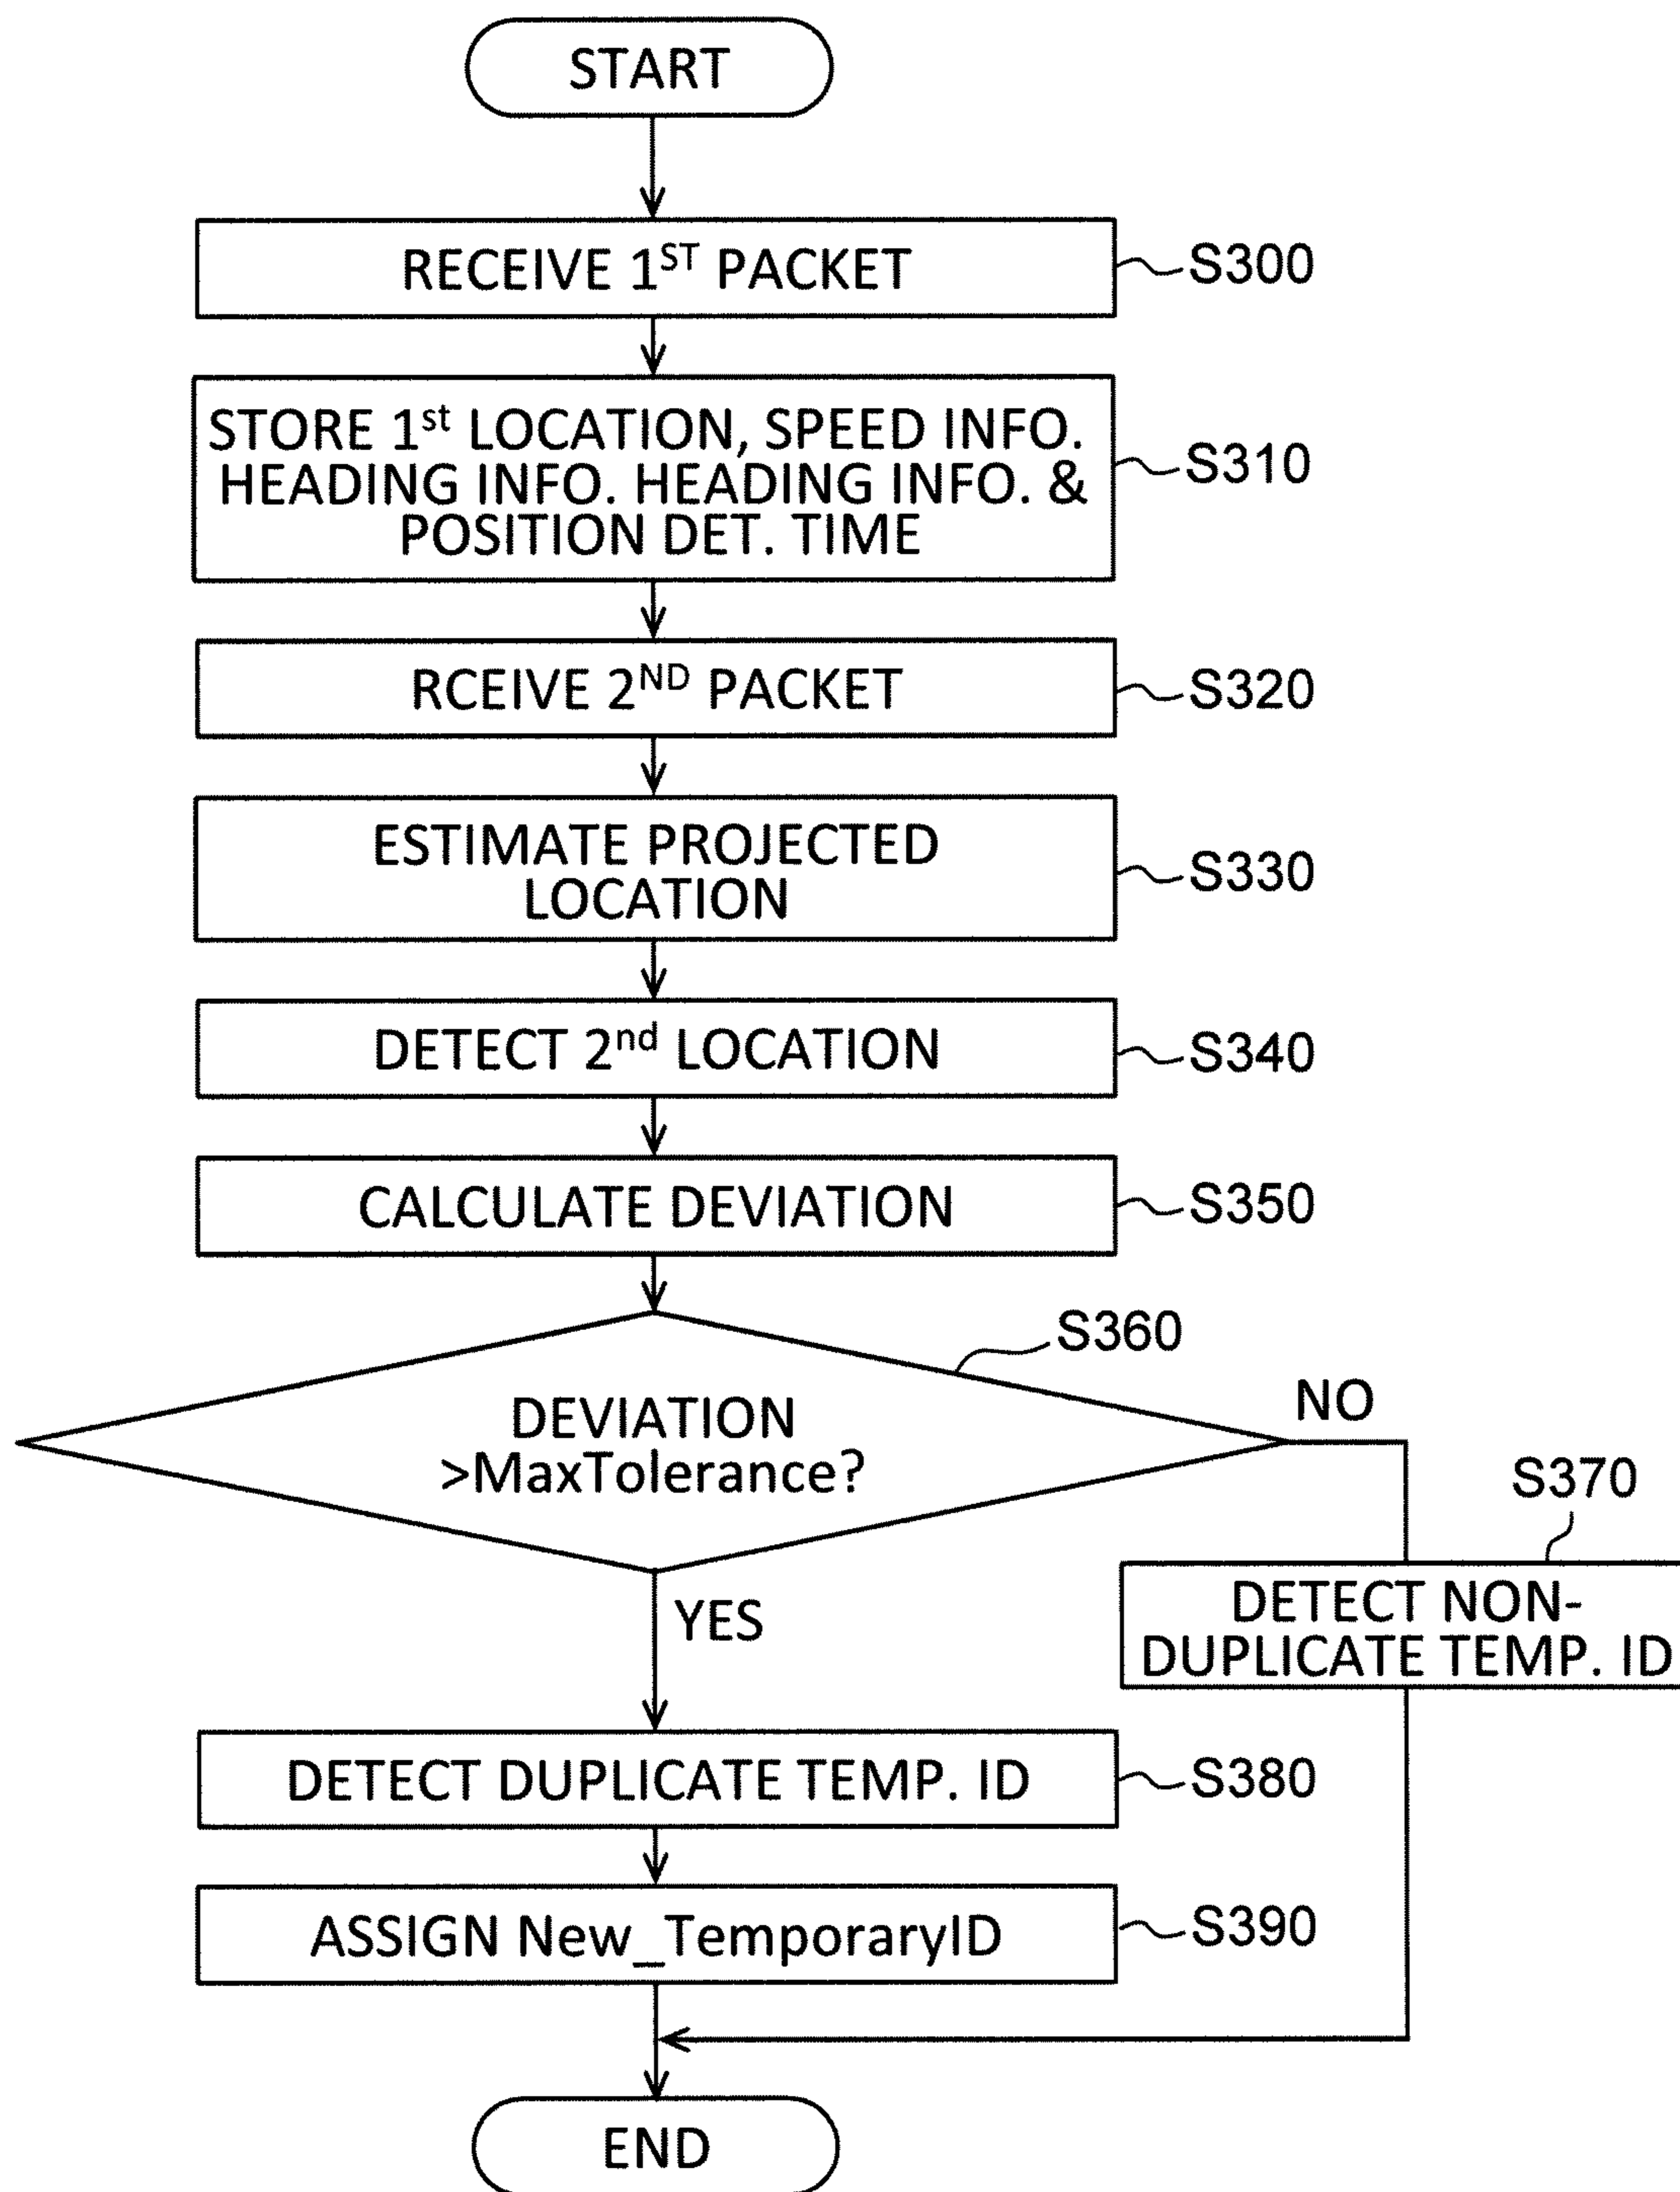 START
RECEIVE 1ST PACKET
S300
STORE 1st LOCATION, SPEED INFO.
HEADING INFO. HEADING INFO. &
POSITION DET. TIME
S310
RCEIVE 2ND PACKET
S320
ESTIMATE PROJECTED
LOCATION
S330
DETECT 2nd LOCATION
S340
CALCULATE DEVIATION
S350
S360
DEVIATION
>MaxTolerance?
NO
S370
DETECT NON-
DUPLICATE TEMP. ID
YES
DETECT DUPLICATE TEMP. ID
S380
ASSIGN New_TemporaryID
S390
END